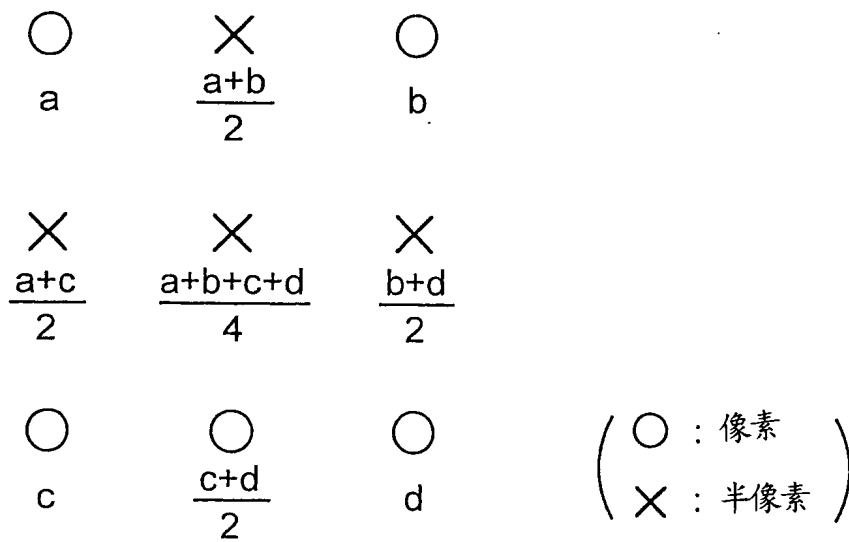 ○ × ○
a (a+b)/2 b
× × ×
(a+c)/2 (a+b+c+d)/4 (b+d)/2
○ ○ ○
c (c+d)/2 d
○ : 像素
× : 半像素